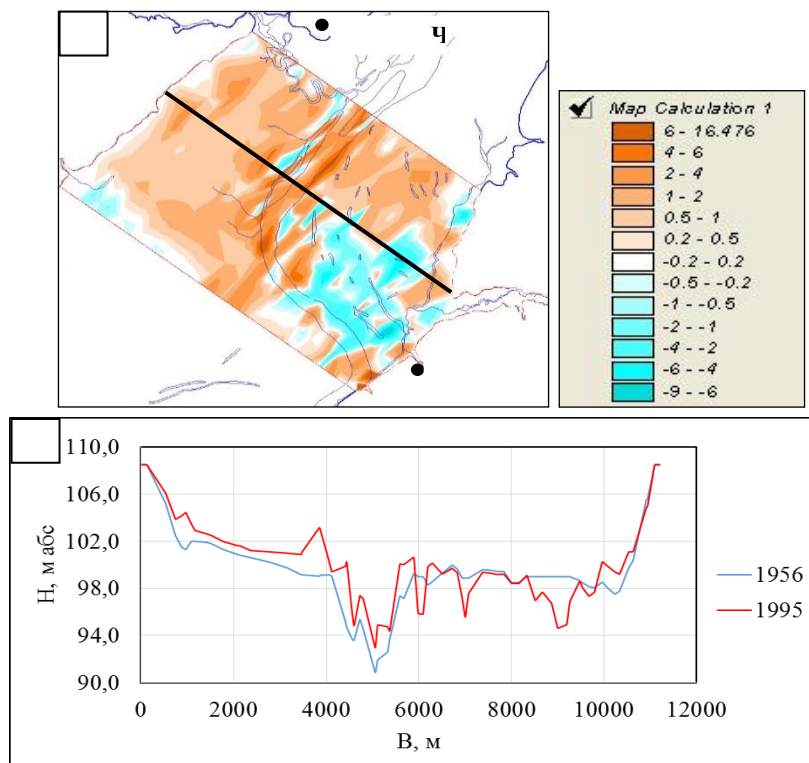 ч
Map Calculation 1
6 - 16.476
4 - 6
2 - 4
1 - 2
0.5 - 1
0.2 - 0.5
-0.2 - 0.2
-0.5 - -0.2
-1 - -0.5
-2 - -1
-4 - -2
-6 - -4
-9 - -6
110,0
106,0
102,0
98,0
94,0
90,0
Н, м абс
0 2000 4000 6000 8000 10000 12000
В, м
1956
1995